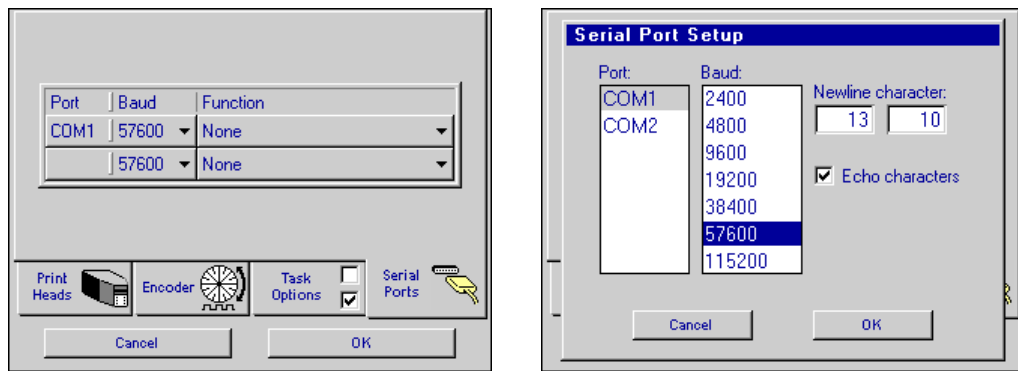 Port Baud Function
COM1 57600 None
57600 None
Print Heads
Encoder
Task Options
Serial Ports
Cancel OK
Serial Port Setup
Port: Baud:
COM1
COM2
2400
4800
9600
19200
38400
57600
115200
Newline character:
13 10
Echo characters
Cancel OK